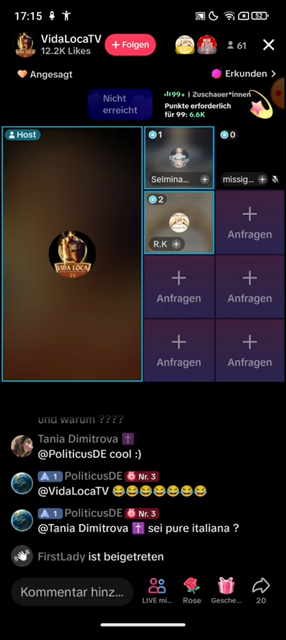 17:15
52
VidaLocaTV
12.2K Likes
+ Folgen
61
Angesagt
Erkunden >
Nicht
erreicht
99+ | Zuschauer*innen
Punkte erforderlich
für 99: 6.6K
Host
1
0
VIDA LOCA
TV
Selmina...
missig...
2
R.K
Anfragen
Anfragen
Anfragen
Anfragen
Anfragen
und warum ????
Tania Dimitrova ✝️
@PoliticusDE cool :)
1 PoliticusDE Nr. 3
@VidaLocaTV 😂😂😂😂😂😂😂
1 PoliticusDE Nr. 3
@Tania Dimitrova ✝️ sei pure italiana ?
FirstLady ist beigetreten
Kommentar hinz...
LIVE mi...
Rose
Gesche...
20